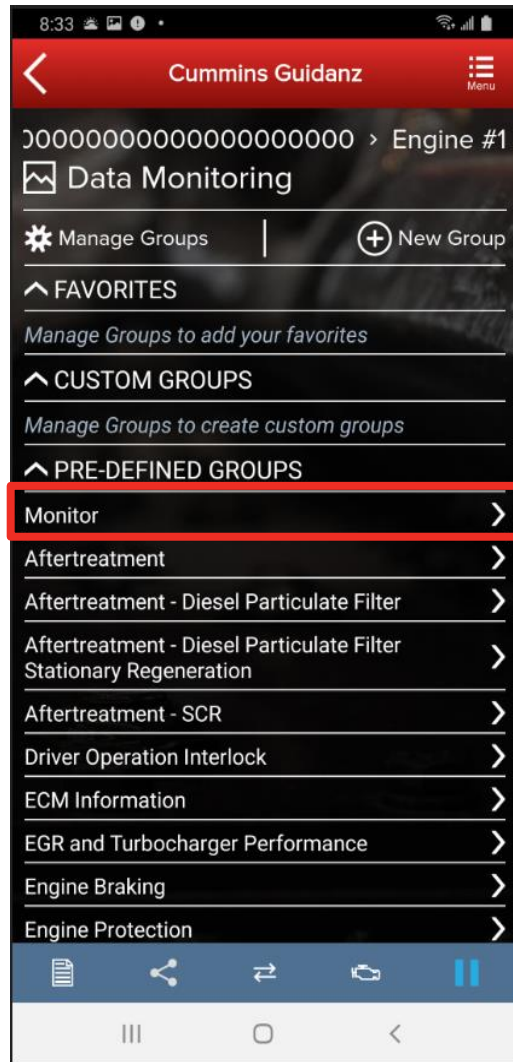 8:33
Cummins Guidanz
Menu
00000000000000000000000 > Engine #1
Data Monitoring
Manage Groups
New Group
FAVORITES
Manage Groups to add your favorites
CUSTOM GROUPS
Manage Groups to create custom groups
PRE-DEFINED GROUPS
Monitor
Aftertreatment
Aftertreatment - Diesel Particulate Filter
Aftertreatment - Diesel Particulate Filter
Stationary Regeneration
Aftertreatment - SCR
Driver Operation Interlock
ECM Information
EGR and Turbocharger Performance
Engine Braking
Engine Protection